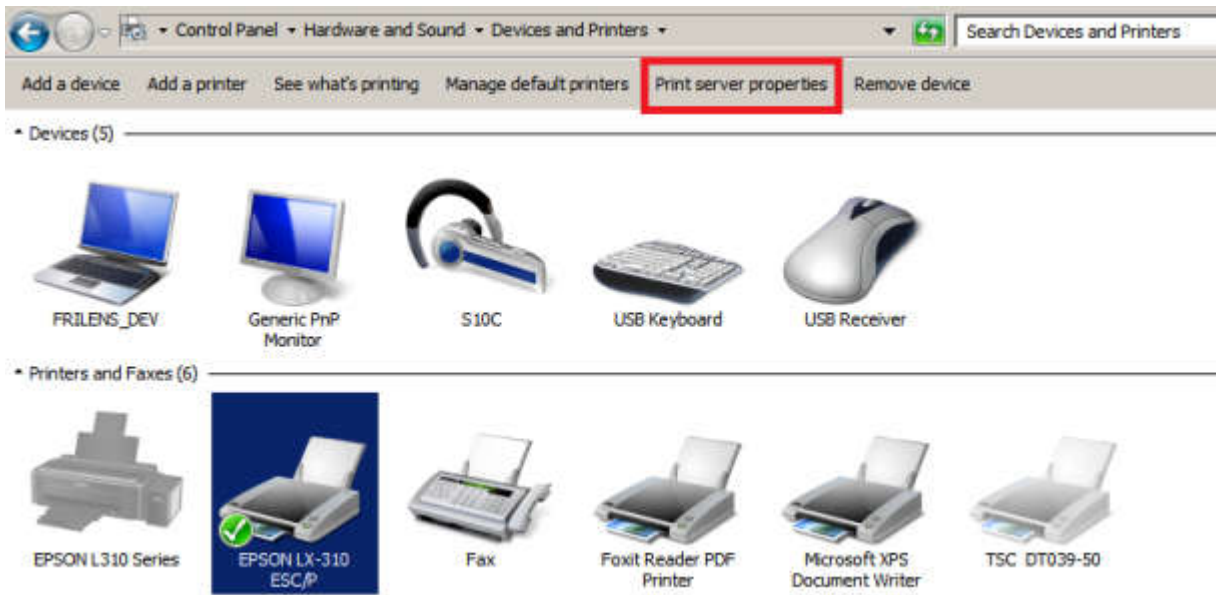 Control Panel Hardware and Sound Devices and Printers
Search Devices and Printers
Add a device Add a printer See what's printing Manage default printers Print server properties Remove device
Devices (5)
FRILENS_DEV
Generic PnP
Monitor
S10C
USB Keyboard
USB Receiver
Printers and Faxes (6)
EPSON L310 Series
EPSON LX-310
ESC/P
Fax
Foxit Reader PDF
Printer
Microsoft XPS
Document Writer
TSC DT039-50